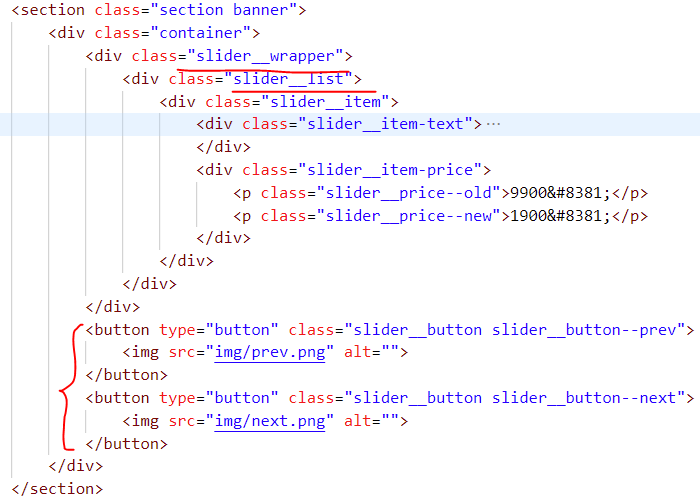 <section class="section banner">
<div class="container">
<div class="slider__wrapper">
<div class="slider__list">
<div class="slider__item">
<div class="slider__item-text">…
</div>
<div class="slider__item-price">
<p class="slider__price--old">9900&#8381;</p>
<p class="slider__price--new">1900&#8381;</p>
</div>
</div>
</div>
</div>
<button type="button" class="slider__button slider__button--prev">
<img src="img/prev.png" alt="">
</button>
<button type="button" class="slider__button slider__button--next">
<img src="img/next.png" alt="">
</button>
</div>
</section>